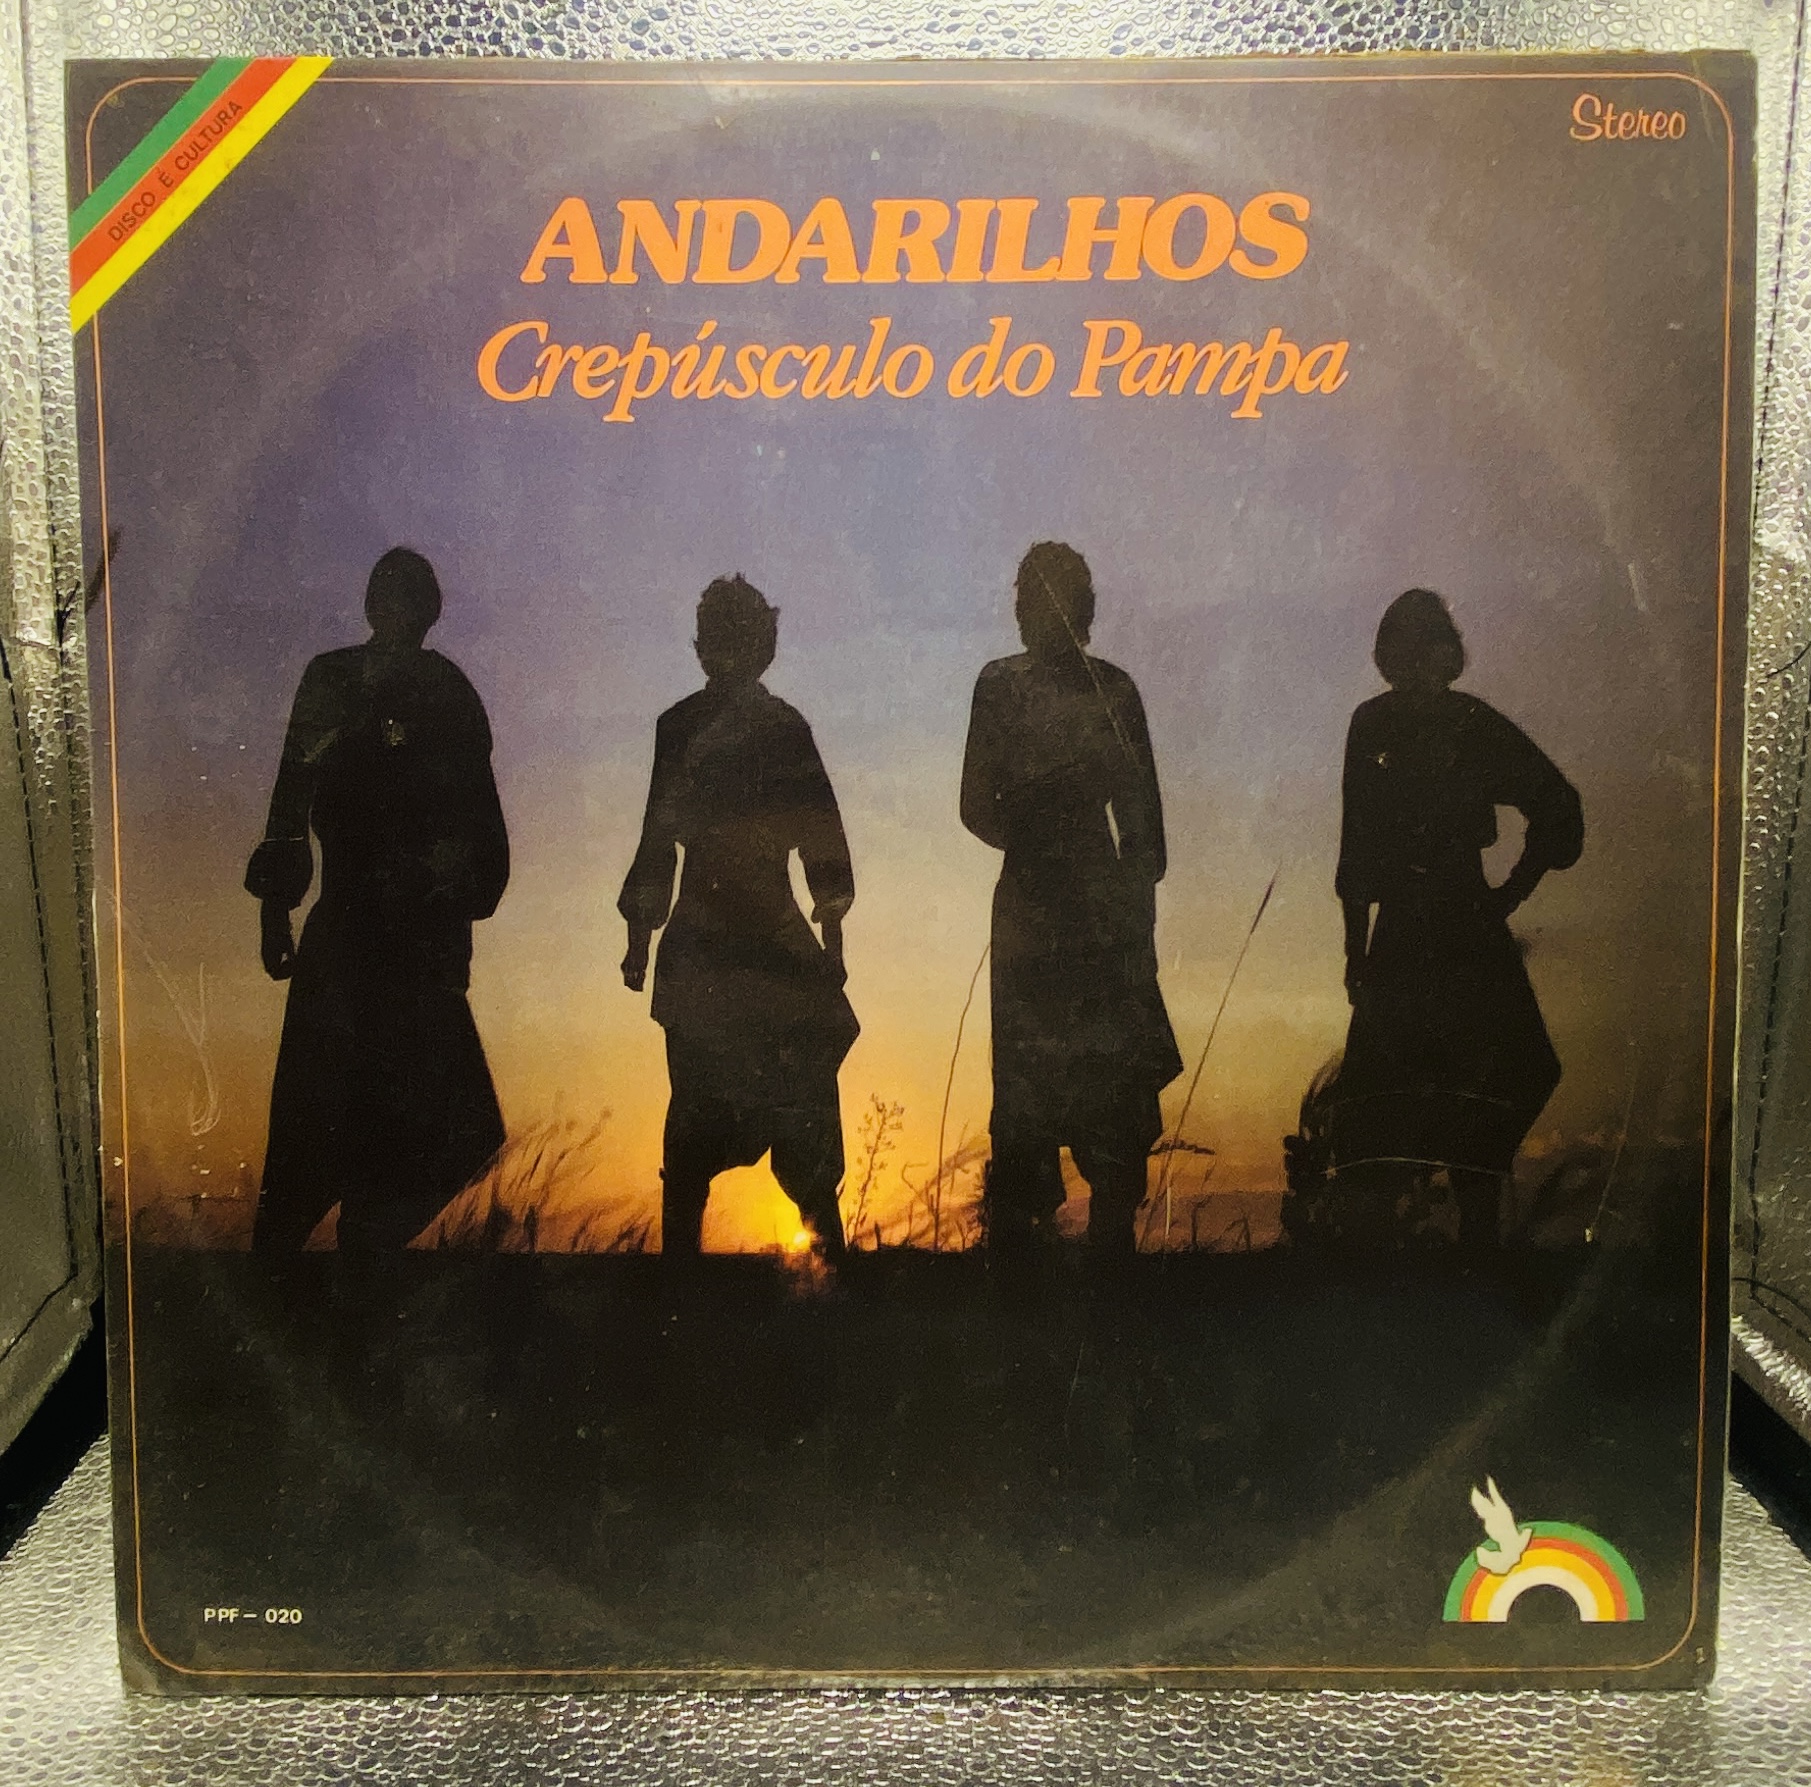 DISCO É CULTURA
Stereo
ANDARILHOS
Crepúsculo do Pampa
PPF - 020